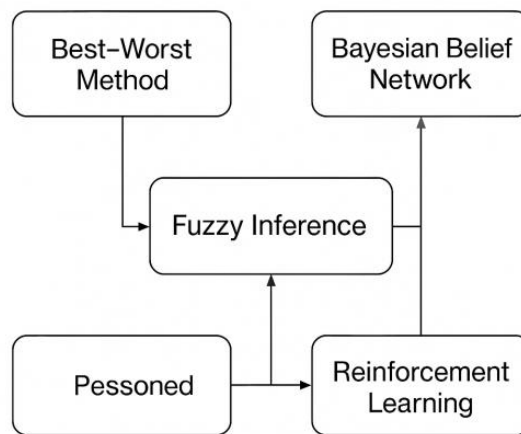 Best–Worst
Method
Bayesian Belief
Network
Fuzzy Inference
Pessoned
Reinforcement
Learning